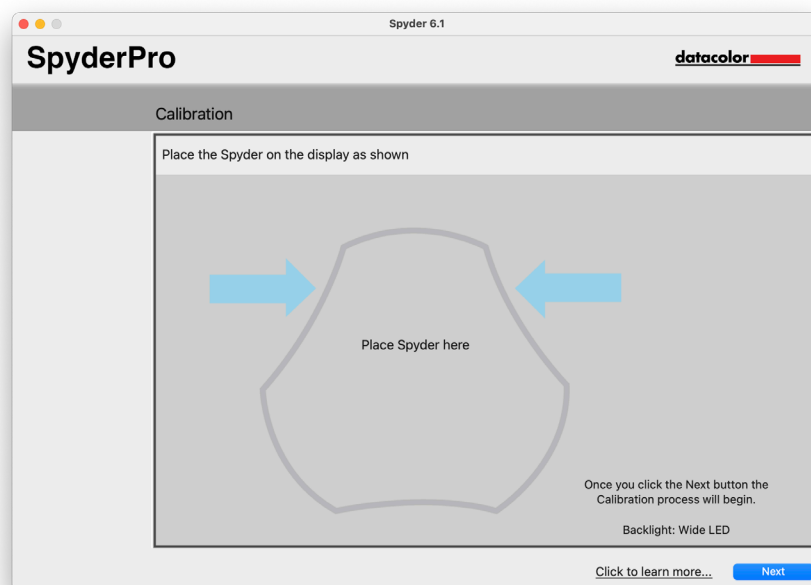 Spyder 6.1
SpyderPro
datacolor
Calibration
Place the Spyder on the display as shown
Place Spyder here
Once you click the Next button the
Calibration process will begin.
Backlight: Wide LED
Click to learn more...
Next